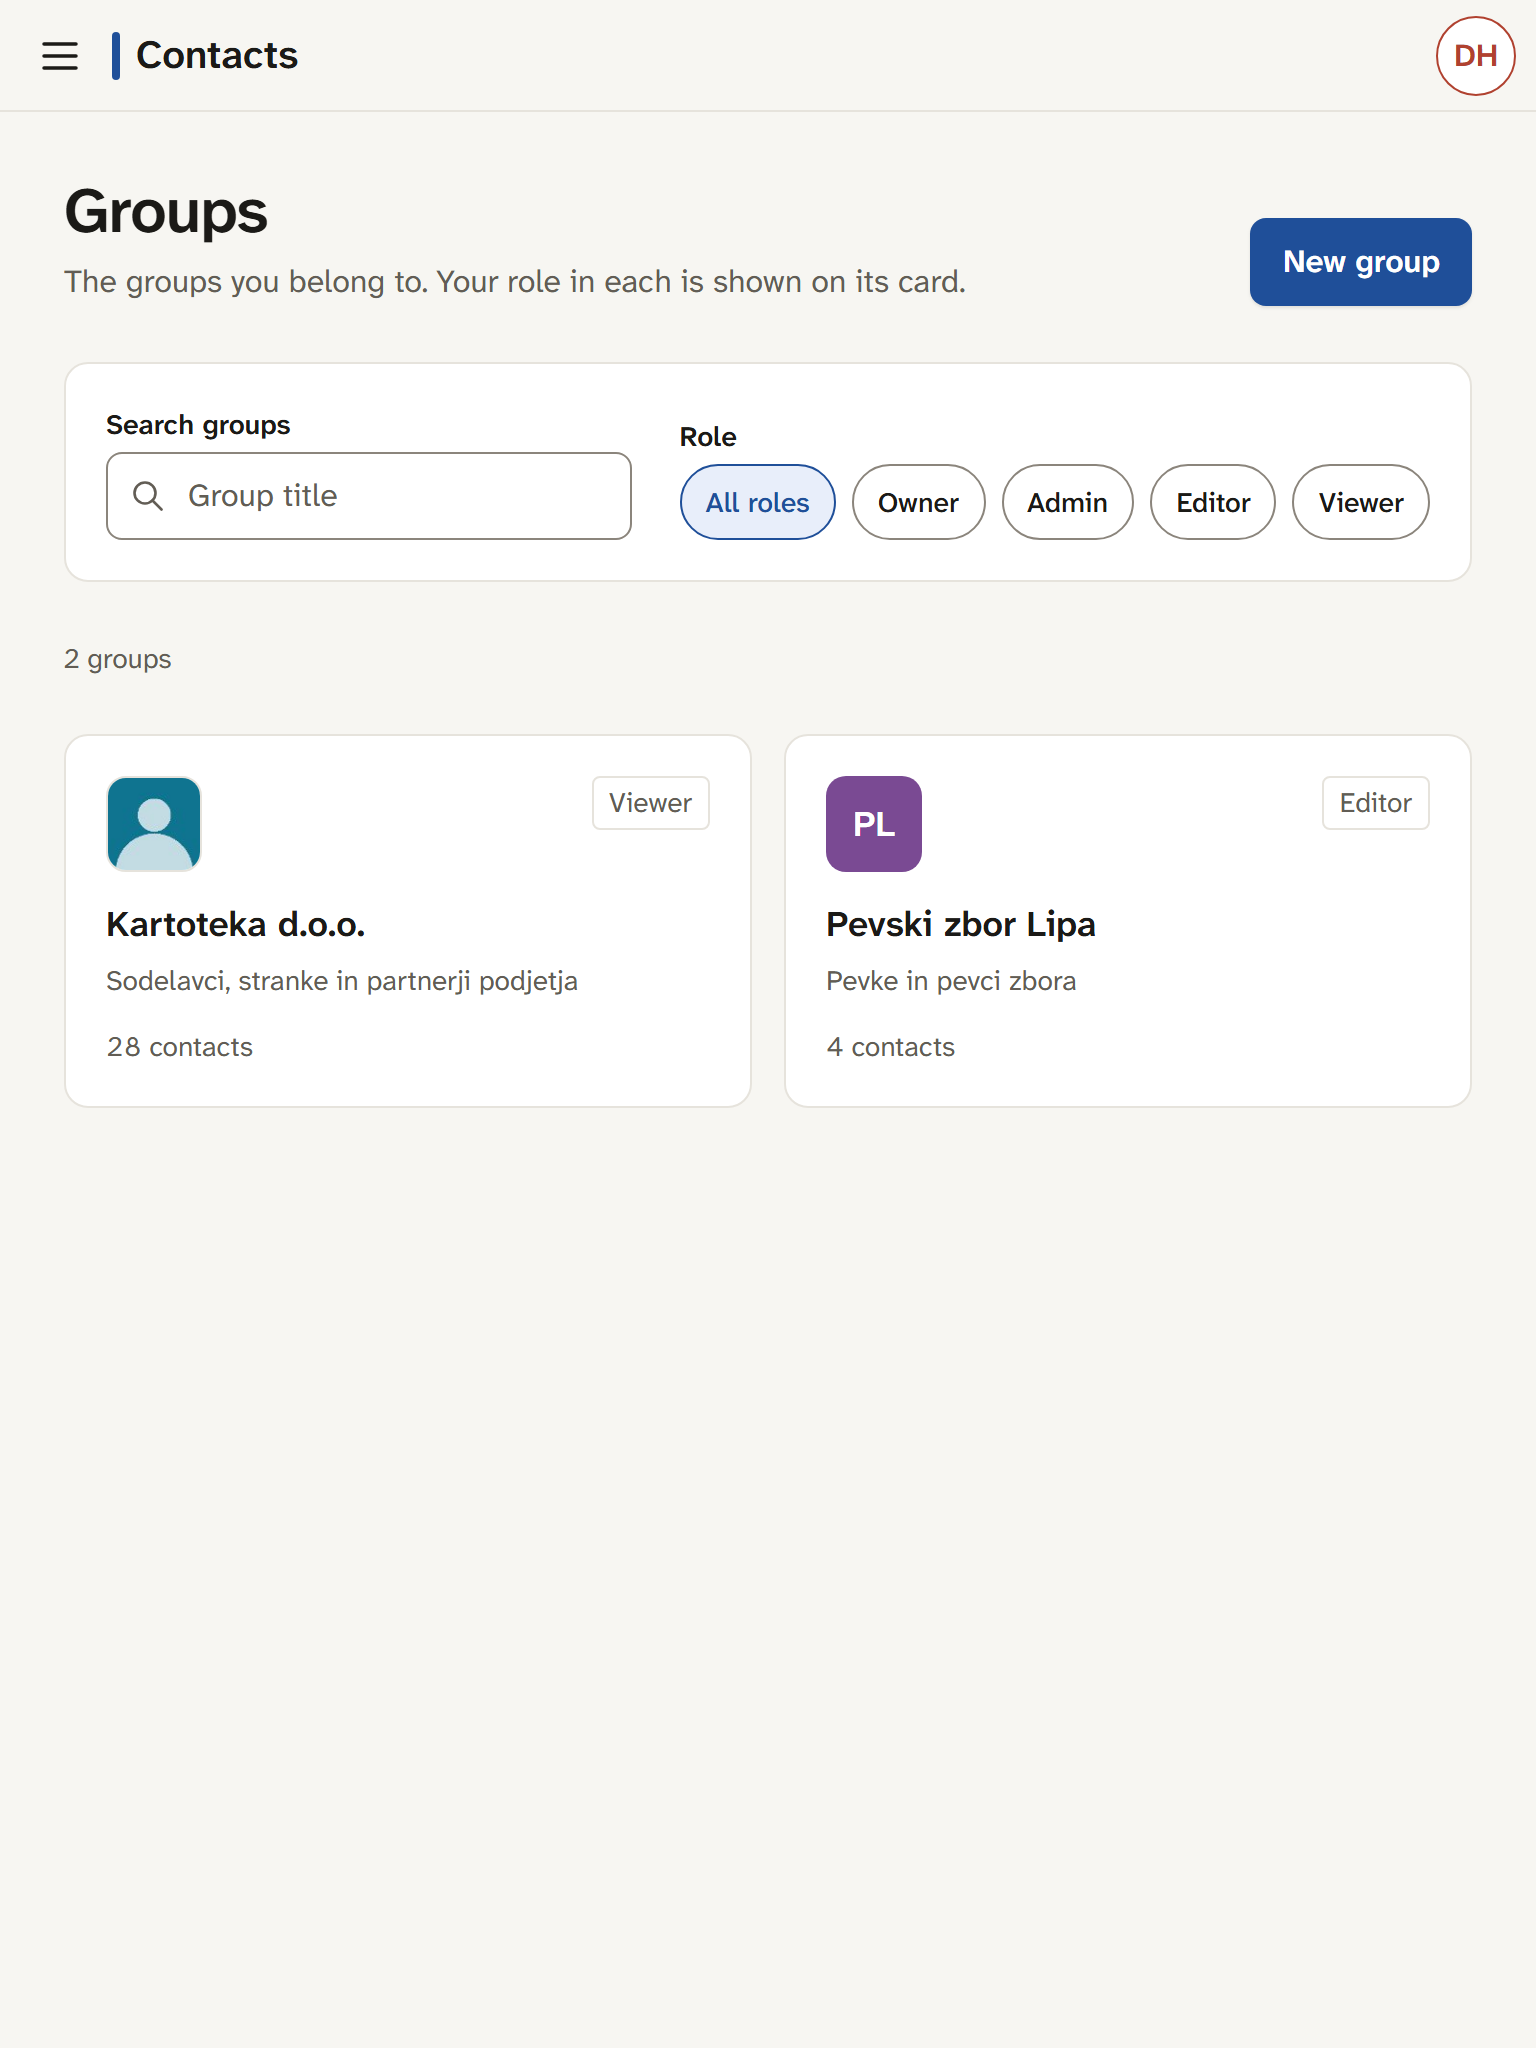 Contacts
DH
Groups
The groups you belong to. Your role in each is shown on its card.
New group
Search groups
Group title
Role
All roles
Owner
Admin
Editor
Viewer
2 groups
Viewer
Kartoteka d.o.o.
Sodelavci, stranke in partnerji podjetja
28 contacts
PL
Editor
Pevski zbor Lipa
Pevke in pevci zbora
4 contacts